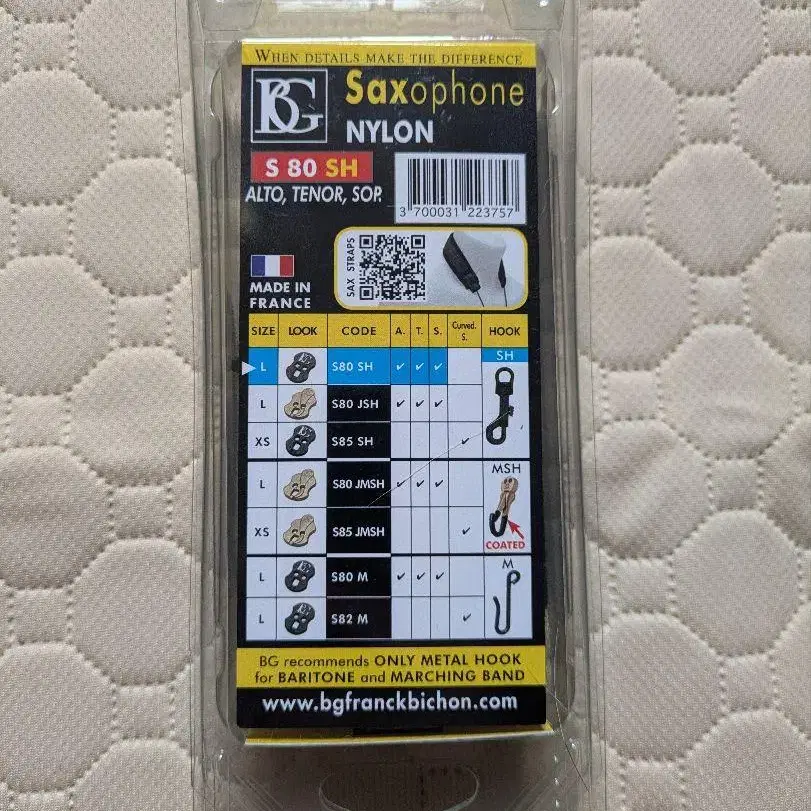 WHEN DETAILS MAKE THE DIFFERENCE
BG
Saxophone
NYLON
S 80 SH
ALTO, TENOR, SOP.
3 700031 223757
SAX STRAPS
MADE IN
FRANCE
SIZE LOOK CODE A. T. S. Curved. S. HOOK
L S80 SH ✓ ✓ ✓ SH
L S80 JSH ✓ ✓ ✓
XS S85 SH ✓
L S80 JMSH ✓ ✓ ✓ MSH
XS S85 JMSH ✓ COATED
L S80 M ✓ ✓ ✓ M
L S82 M ✓
BG recommends ONLY METAL HOOK
for BARITONE and MARCHING BAND
www.bgfranckbichon.com